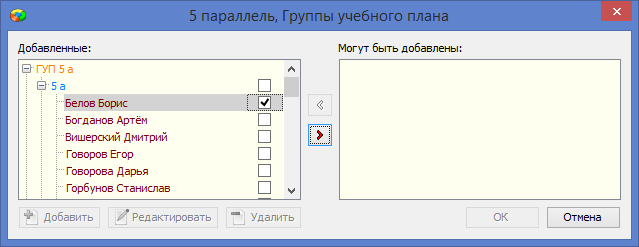 5 параллель, Группы учебного плана
Добавленные:
Могут быть добавлены:
ГУП 5 а
5 а
Белов Борис
Богданов Артём
Вишерский Дмитрий
Говоров Егор
Говорова Дарья
Горбунов Станислав
Добавить
Редактировать
Удалить
ОК
Отмена